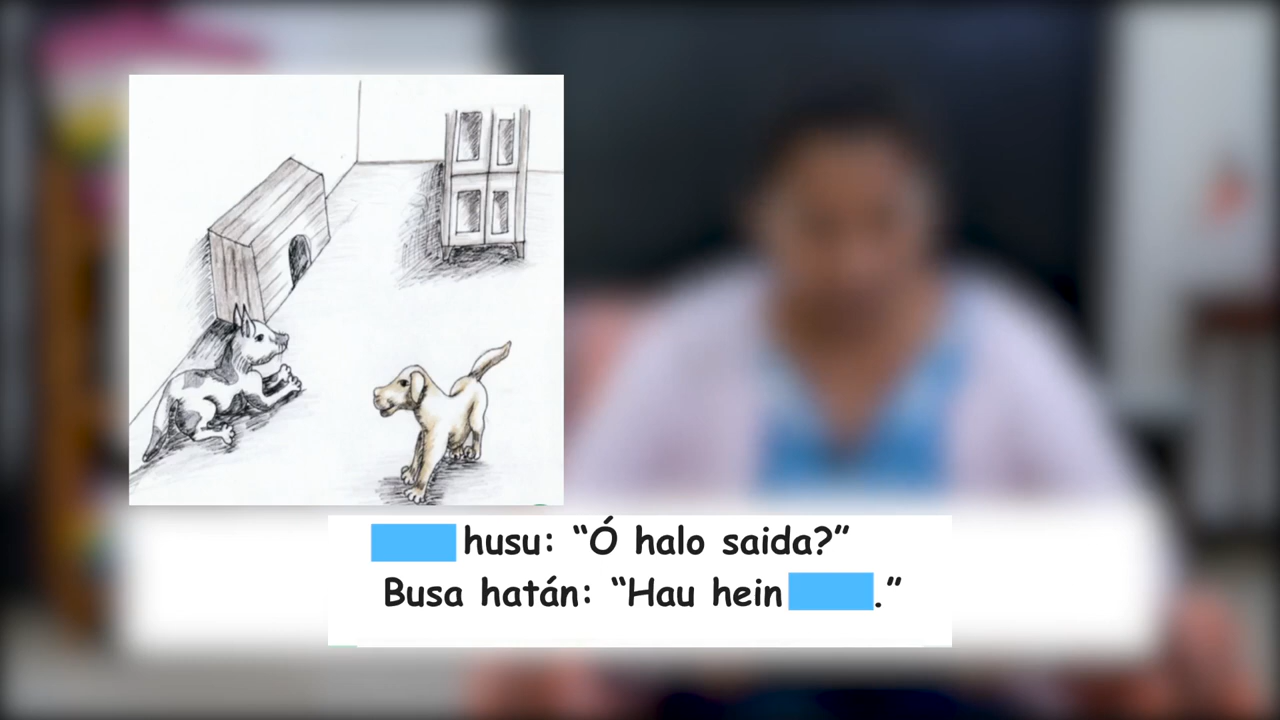 husu: “Ó halo saida?”
Busa hatán: “Hau hein .”